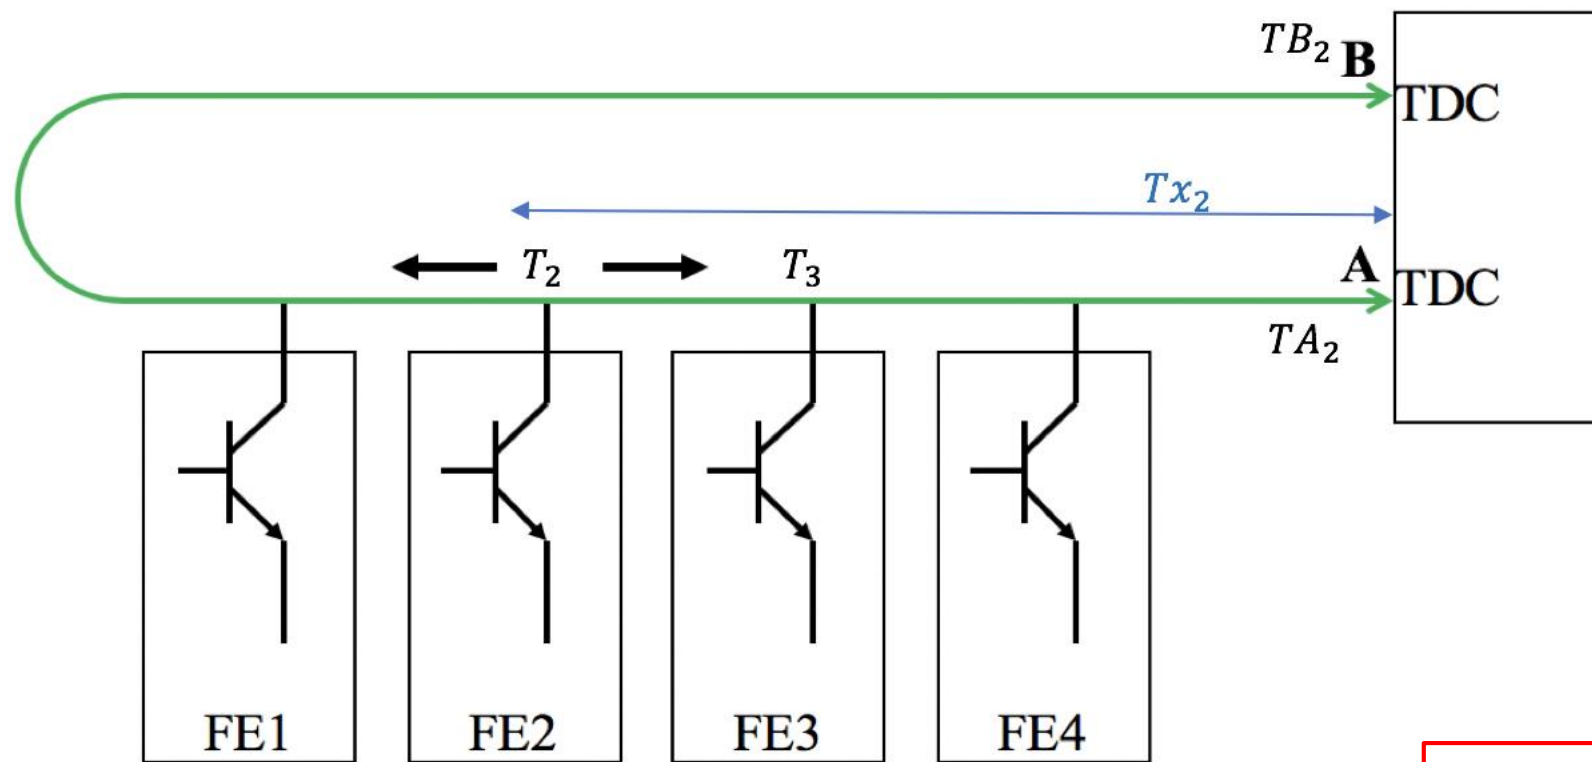 TB₂ B
TDC
Tx₂
T₂ T₃ A
TDC
TA₂
FE1 FE2 FE3 FE4